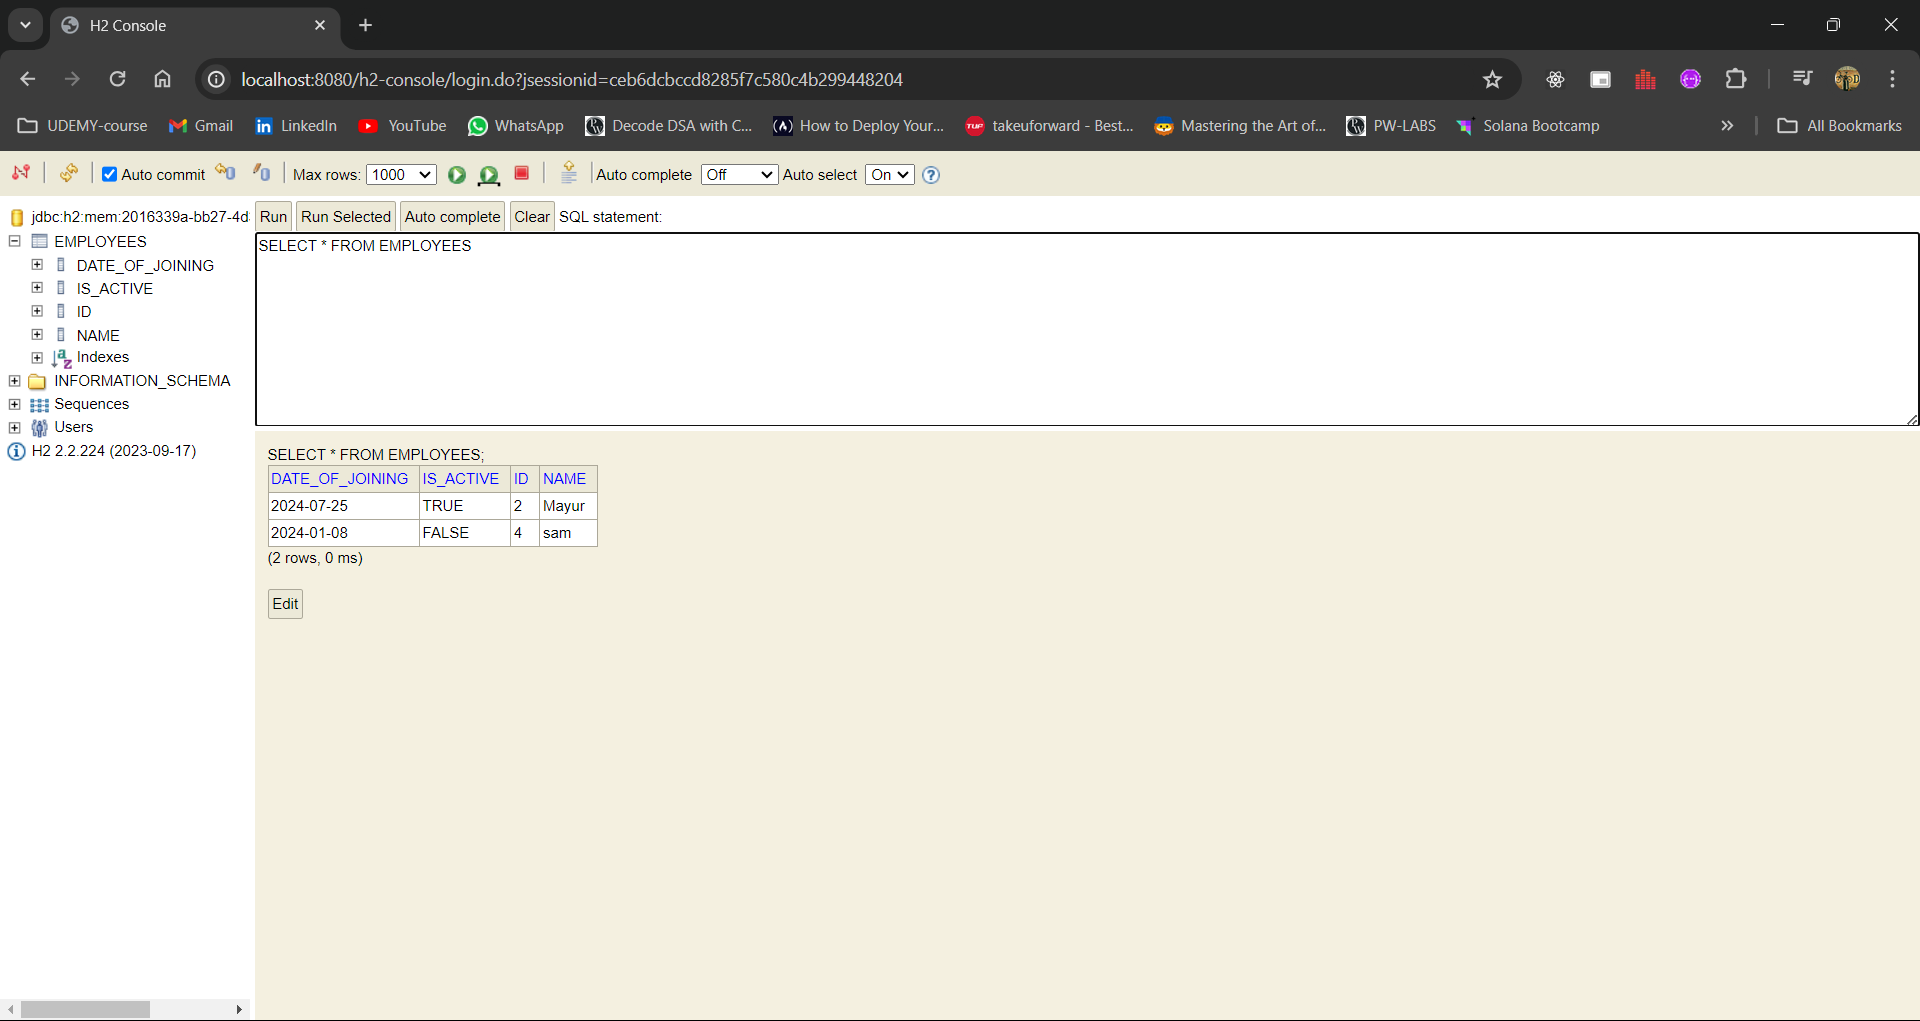 H2 Console
localhost:8080/h2-console/login.do?jsessionid=ceb6dcbccd8285f7c580c4b299448204
UDEMY-course Gmail LinkedIn YouTube WhatsApp Decode DSA with C... How to Deploy Your... takeuforward - Best... Mastering the Art of... PW-LABS Solana Bootcamp » All Bookmarks
Auto commit Max rows: 1000 Auto complete Off Auto select On
jdbc:h2:mem:2016339a-bb27-4d
Run Run Selected Auto complete Clear SQL statement:
EMPLOYEES
DATE_OF_JOINING
IS_ACTIVE
ID
NAME
Indexes
INFORMATION_SCHEMA
Sequences
Users
H2 2.2.224 (2023-09-17)
SELECT * FROM EMPLOYEES
SELECT * FROM EMPLOYEES;
DATE_OF_JOINING IS_ACTIVE ID NAME
2024-07-25 TRUE 2 Mayur
2024-01-08 FALSE 4 sam
(2 rows, 0 ms)
Edit